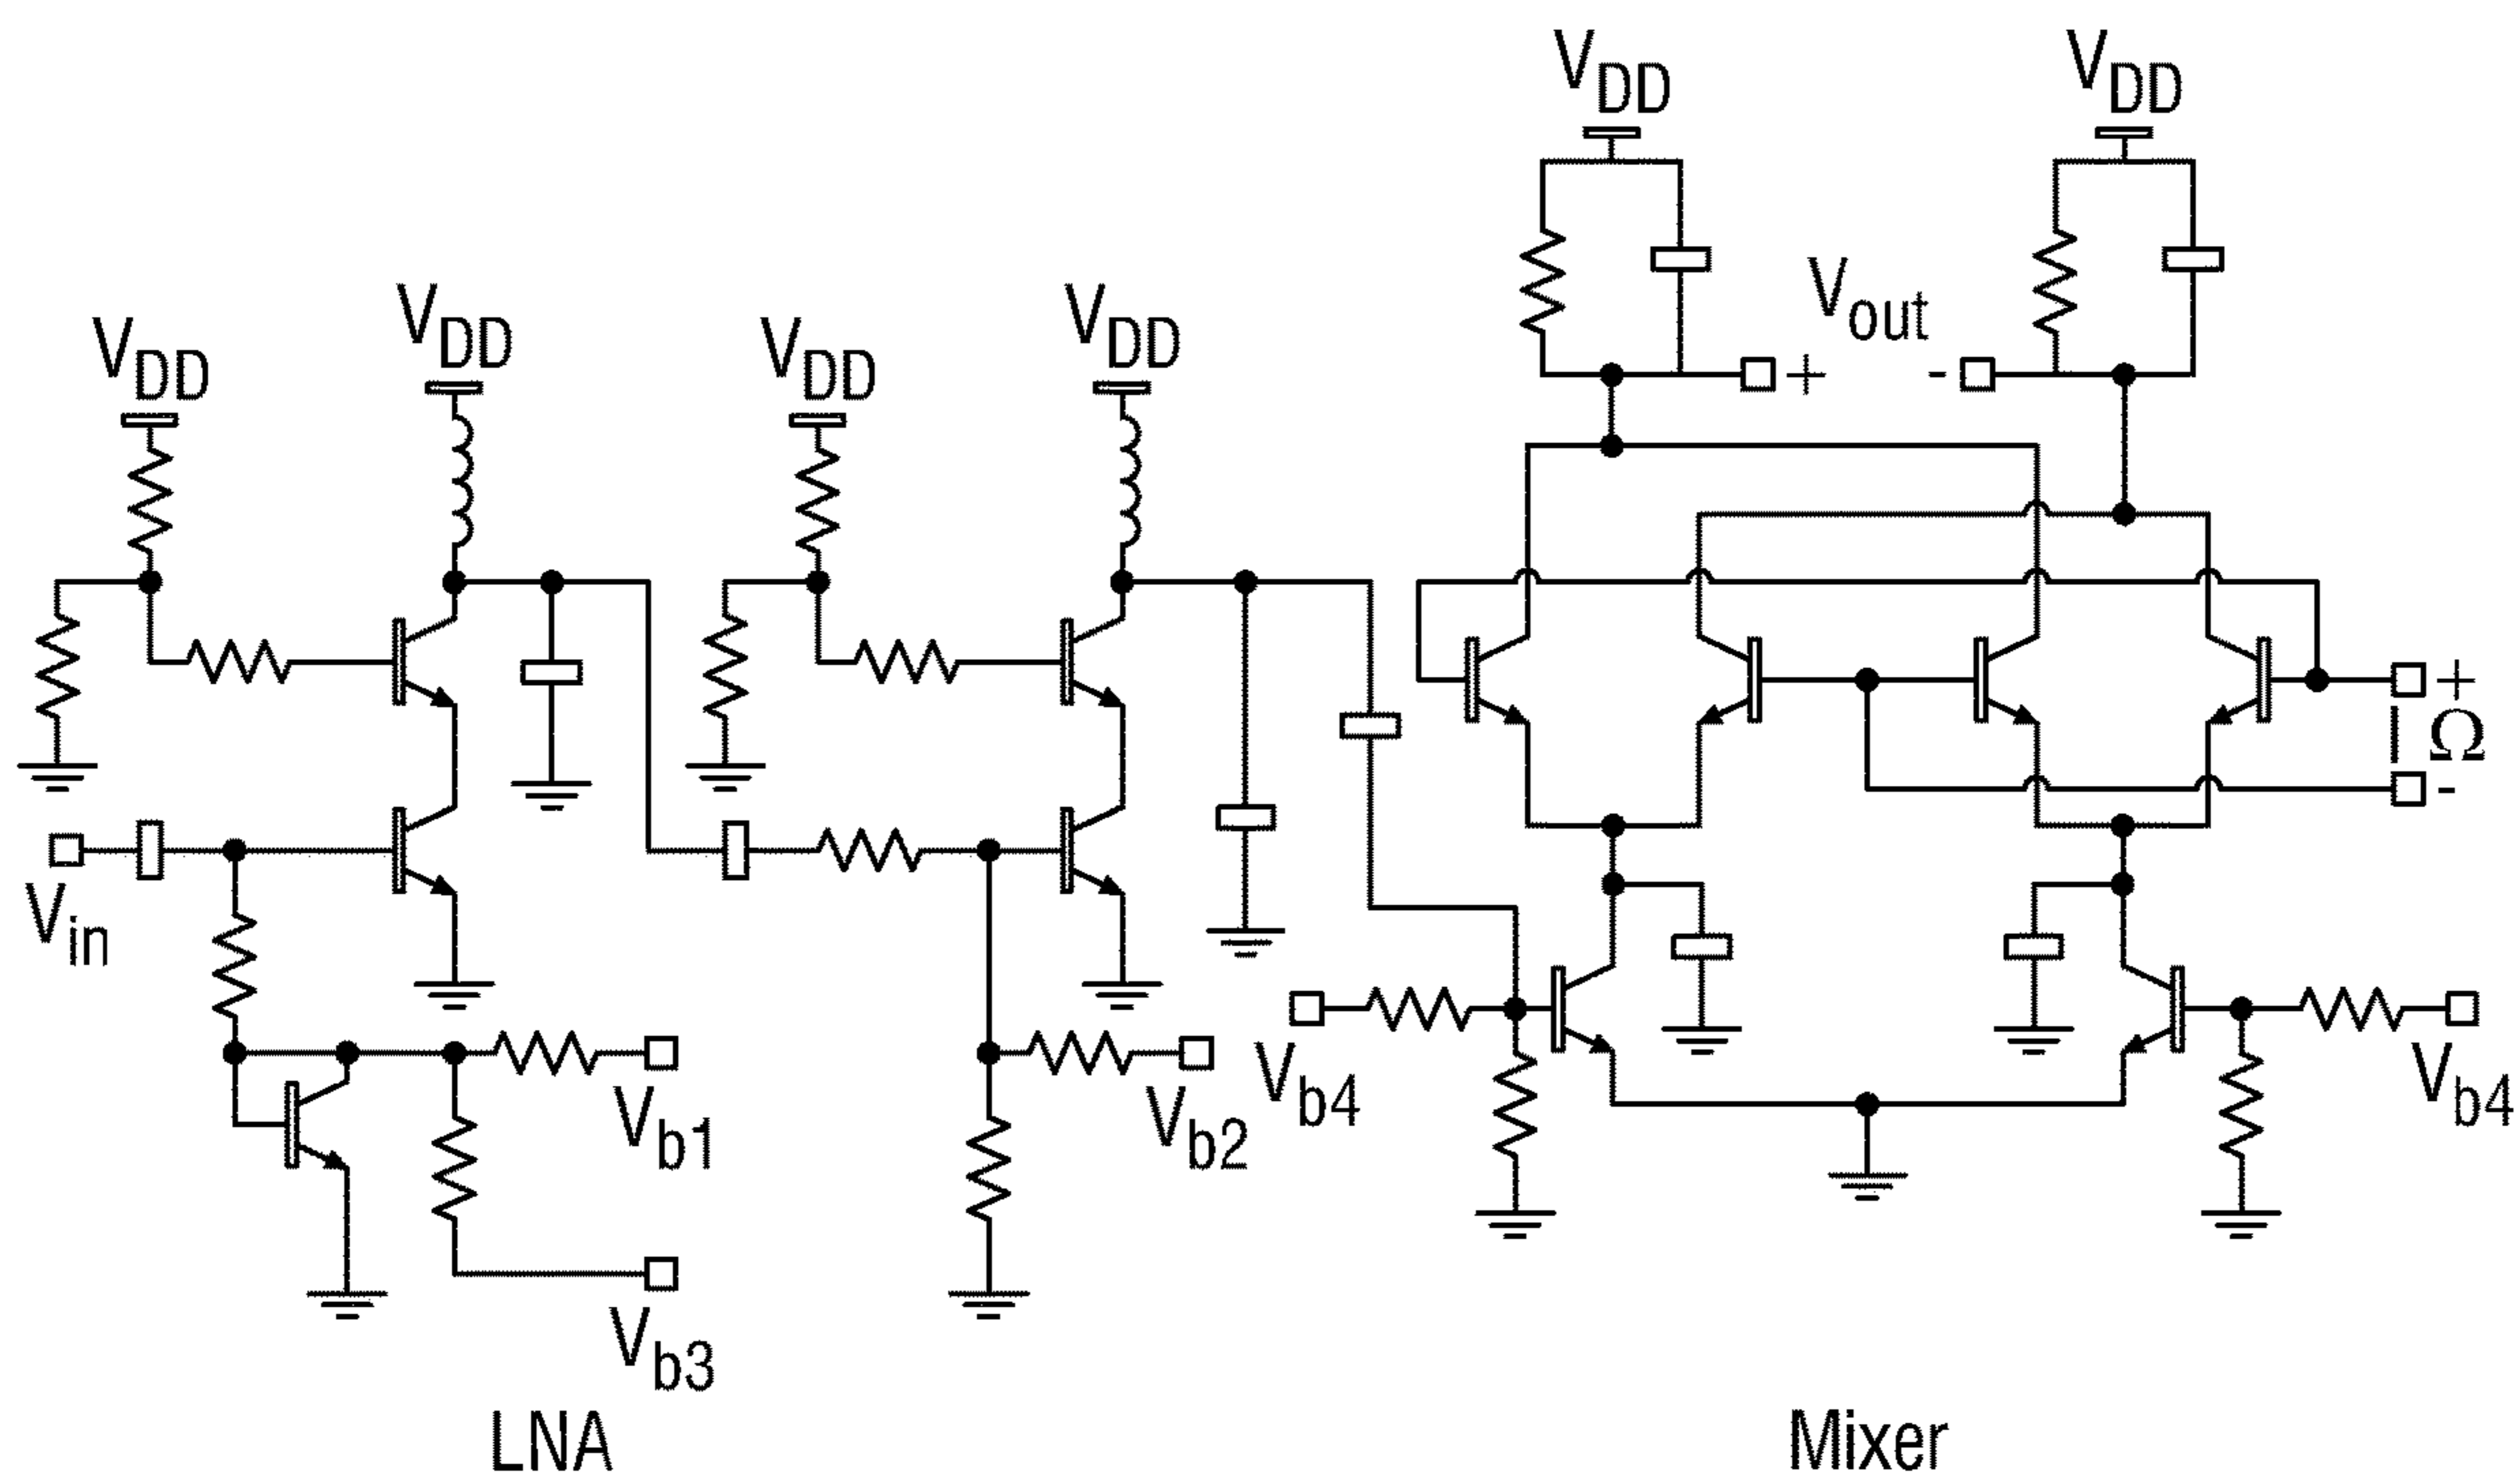 VDD
VDD
VDD
VDD
VDD
VDD
Vout
+
-
+
| Ω
-
Vin
Vb1
Vb2
Vb3
Vb4
Vb4
LNA
Mixer